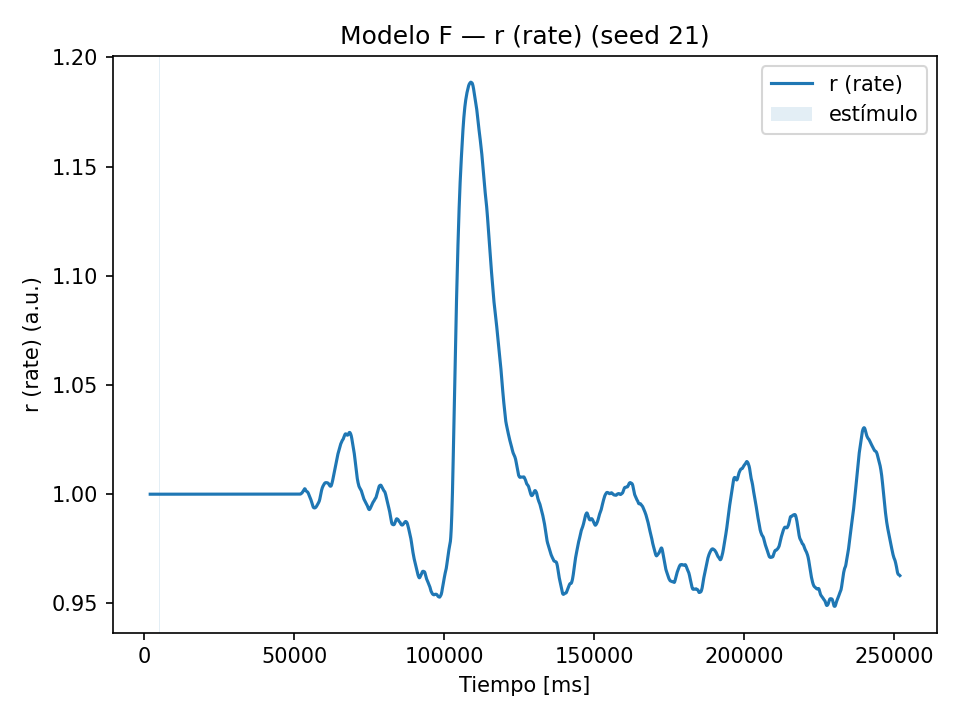 Modelo F — r (rate) (seed 21)
r (rate)
estímulo
r (rate) (a.u.)
1.20
1.15
1.10
1.05
1.00
0.95
0
50000
100000
150000
200000
250000
Tiempo [ms]